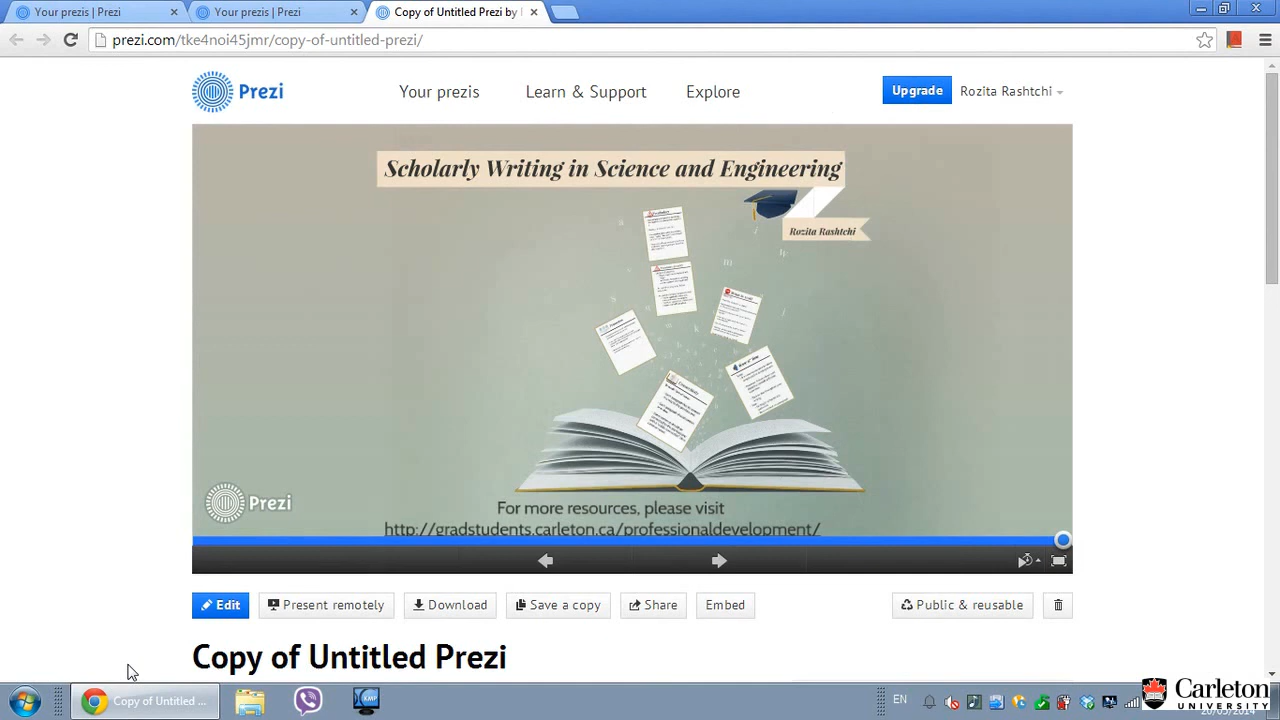 Your prezis | Prezi
Your prezis | Prezi
Copy of Untitled Prezi by
prezi.com/tke4noi45jmr/copy-of-untitled-prezi/
Prezi
Your prezis
Learn & Support
Explore
Upgrade
Rozita Rashtchi
Scholarly Writing in Science and Engineering
Rozita Rashtchi
Prezi
For more resources, please visit
http://gradstudents.carleton.ca/professionaldevelopment/
Edit
Present remotely
Download
Save a copy
Share
Embed
Public & reusable
Copy of Untitled Prezi
Copy of Untitled ...
KMP
EN
Carleton
UNIVERSITY